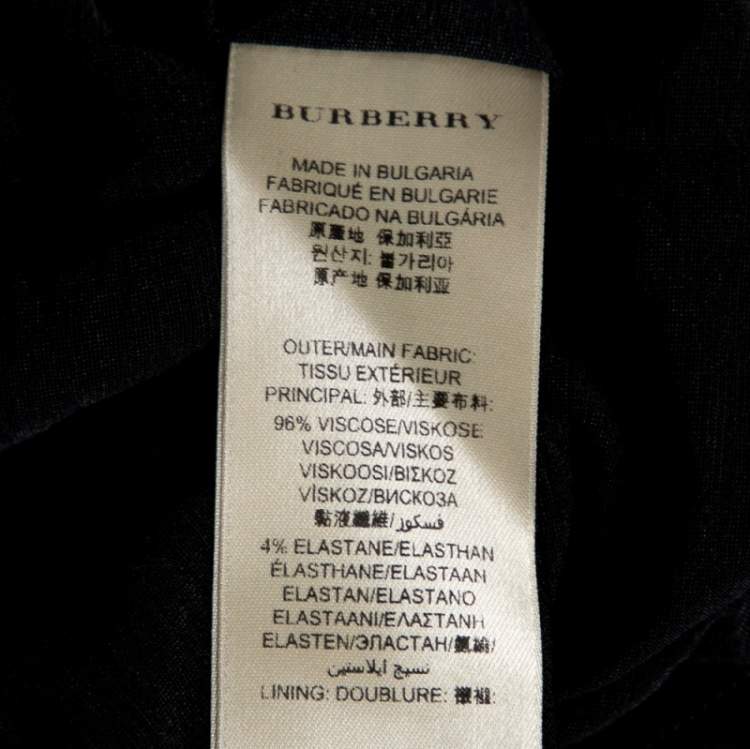 BURBERRY
MADE IN BULGARIA
FABRIQUÉ EN BULGARIE
FABRICADO NA BULGÁRIA
原產地 保加利亞
원산지: 불가리아
原产地 保加利亚
OUTER/MAIN FABRIC:
TISSU EXTÉRIEUR
PRINCIPAL: 外部/主要布料:
96% VISCOSE/VISKOSE
VISCOSA/VISKOS
VISKOOSI/ΒΙΣΚΟΖ
VİSKOZ/ВИСКОЗА
黏液纖維/فسكوز
4% ELASTANE/ELASTHAN
ÉLASTHANE/ELASTAAN
ELASTAN/ELASTANO
ELASTAANI/ΕΛΑΣΤΑΝΗ
ELASTEN/ЭЛАСТАН/
نسيج ايلاستين
LINING: DOUBLURE: